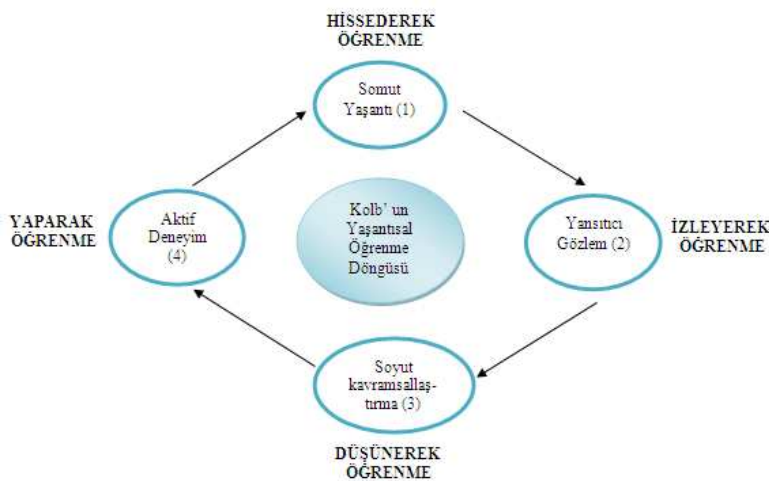 HİSSEDEREK
ÖĞRENME
Somut
Yaşantı (1)
YAPARAK
ÖĞRENME
Aktif
Deneyim
(4)
Kolb' un
Yaşantısal
Öğrenme
Döngüsü
Yansıtıcı
Gözlem (2)
İZLEYEREK
ÖĞRENME
Soyut
kavramsallaş-
tırma (3)
DÜŞÜNEREK
ÖĞRENME